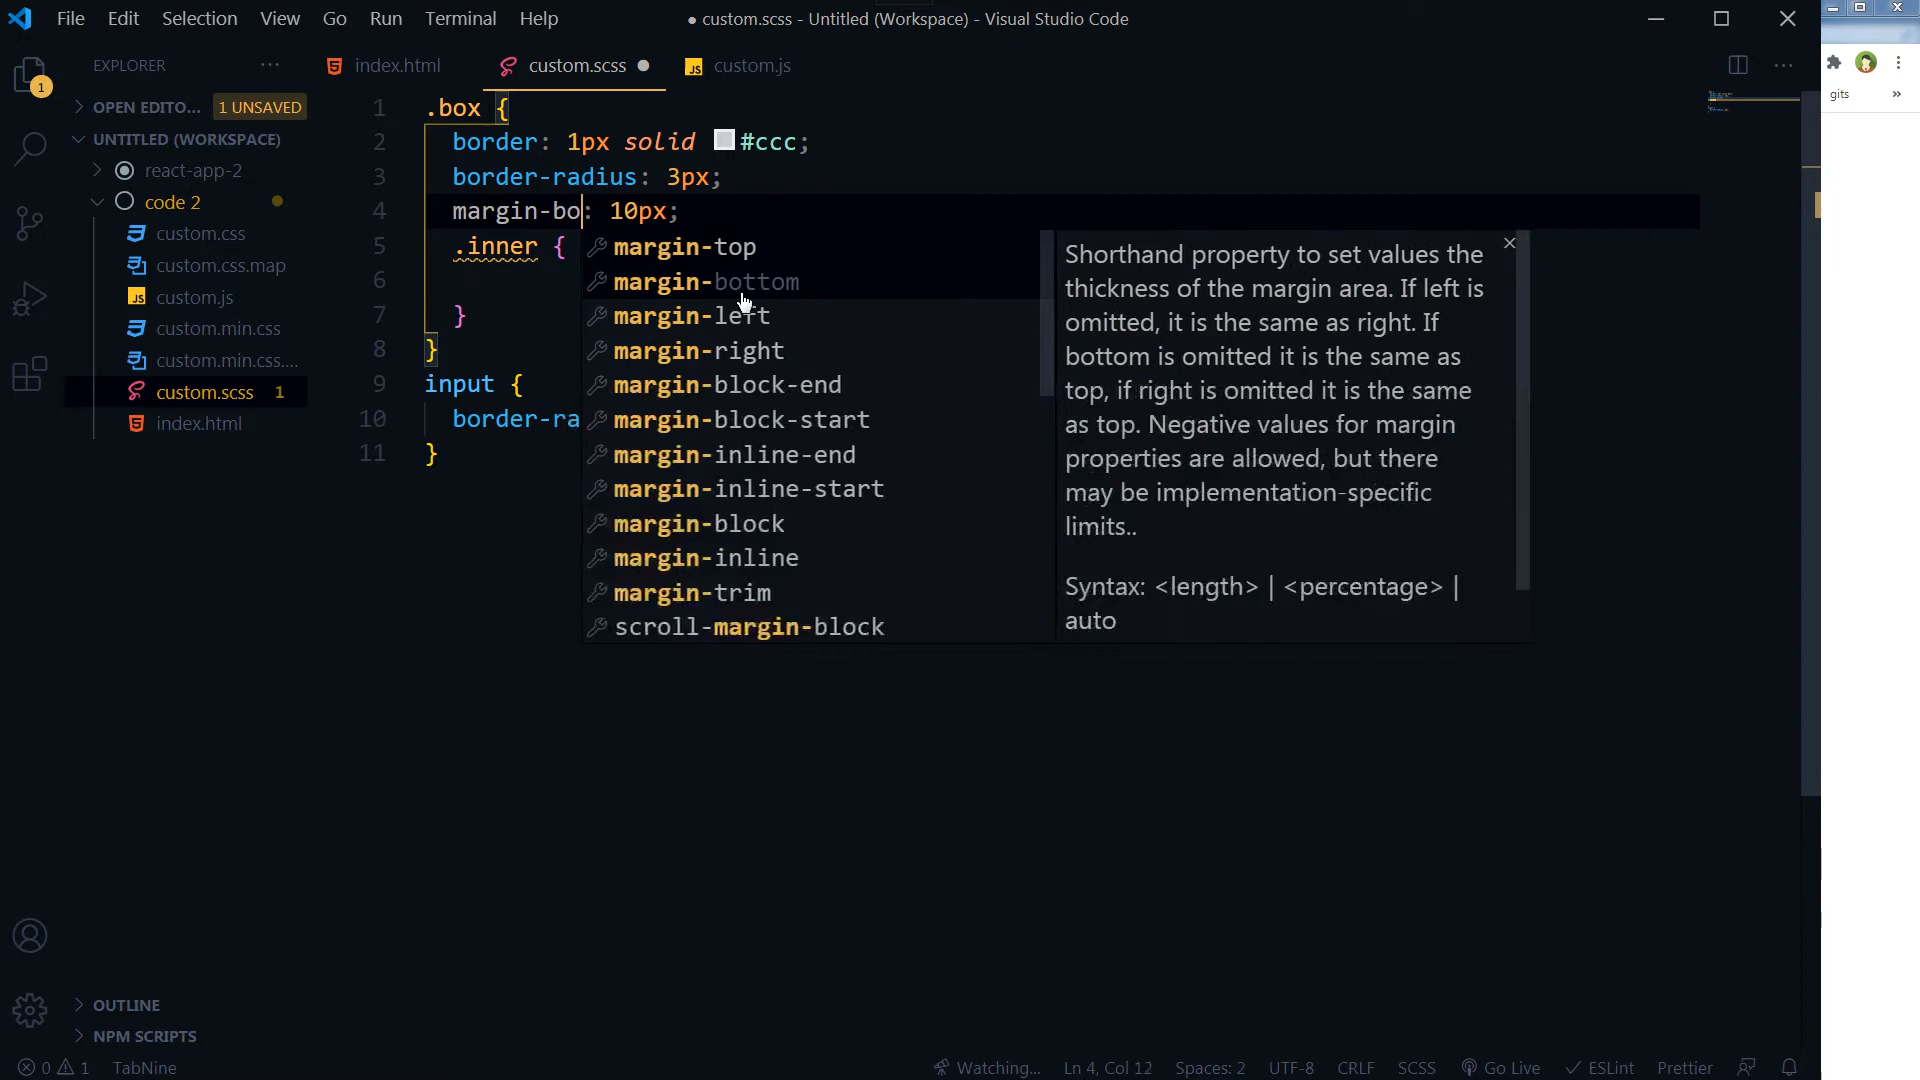 File Edit Selection View Go Run Terminal Help
● custom.scss - Untitled (Workspace) - Visual Studio Code
EXPLORER
index.html
custom.scss
JS custom.js
gits
OPEN EDITO... 1 UNSAVED
UNTITLED (WORKSPACE)
react-app-2
code 2
custom.css
custom.css.map
JS custom.js
custom.min.css
custom.min.css....
custom.scss 1
index.html
OUTLINE
NPM SCRIPTS
1
1 .box {
2 border: 1px solid #ccc;
3 border-radius: 3px;
4 margin-bo: 10px;
5 .inner {
6
7 }
8 }
9 input {
10 border-ra
11 }
margin-top
margin-bottom
margin-left
margin-right
margin-block-end
margin-block-start
margin-inline-end
margin-inline-start
margin-block
margin-inline
margin-trim
scroll-margin-block
Shorthand property to set values the
thickness of the margin area. If left is
omitted, it is the same as right. If
bottom is omitted it is the same as
top, if right is omitted it is the same
as top. Negative values for margin
properties are allowed, but there
may be implementation-specific
limits..
Syntax: <length> | <percentage> |
auto
0 1 TabNine
Watching... Ln 4, Col 12 Spaces: 2 UTF-8 CRLF SCSS Go Live ESLint Prettier